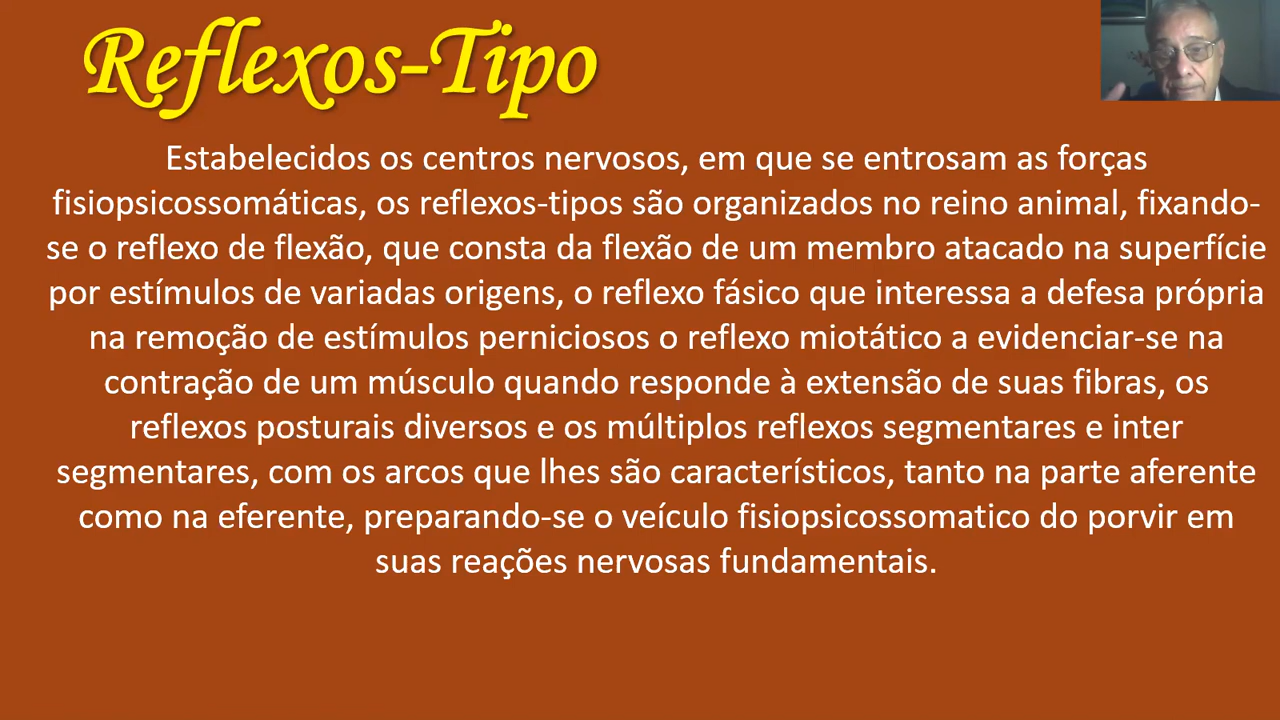 Reflexos-Tipo
Estabelecidos os centros nervosos, em que se entrosam as forças
fisiopsicossomáticas, os reflexos-tipos são organizados no reino animal, fixando-
se o reflexo de flexão, que consta da flexão de um membro atacado na superfície
por estímulos de variadas origens, o reflexo fásico que interessa a defesa própria
na remoção de estímulos perniciosos o reflexo miotático a evidenciar-se na
contração de um músculo quando responde à extensão de suas fibras, os
reflexos posturais diversos e os múltiplos reflexos segmentares e inter
segmentares, com os arcos que lhes são característicos, tanto na parte aferente
como na eferente, preparando-se o veículo fisiopsicossomatico do porvir em
suas reações nervosas fundamentais.